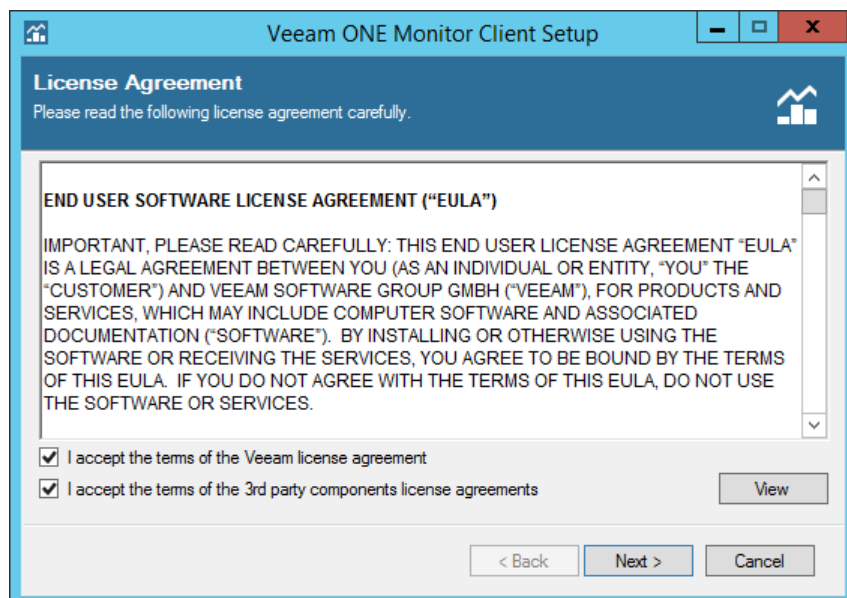 Veeam ONE Monitor Client Setup
License Agreement
Please read the following license agreement carefully.
END USER SOFTWARE LICENSE AGREEMENT (“EULA”)
IMPORTANT, PLEASE READ CAREFULLY: THIS END USER LICENSE AGREEMENT “EULA”
IS A LEGAL AGREEMENT BETWEEN YOU (AS AN INDIVIDUAL OR ENTITY, “YOU” THE
“CUSTOMER”) AND VEEAM SOFTWARE GROUP GMBH (“VEEAM”), FOR PRODUCTS AND
SERVICES, WHICH MAY INCLUDE COMPUTER SOFTWARE AND ASSOCIATED
DOCUMENTATION (“SOFTWARE”).  BY INSTALLING OR OTHERWISE USING THE
SOFTWARE OR RECEIVING THE SERVICES, YOU AGREE TO BE BOUND BY THE TERMS
OF THIS EULA.  IF YOU DO NOT AGREE WITH THE TERMS OF THIS EULA, DO NOT USE
THE SOFTWARE OR SERVICES.
I accept the terms of the Veeam license agreement
I accept the terms of the 3rd party components license agreements
View
< Back
Next >
Cancel